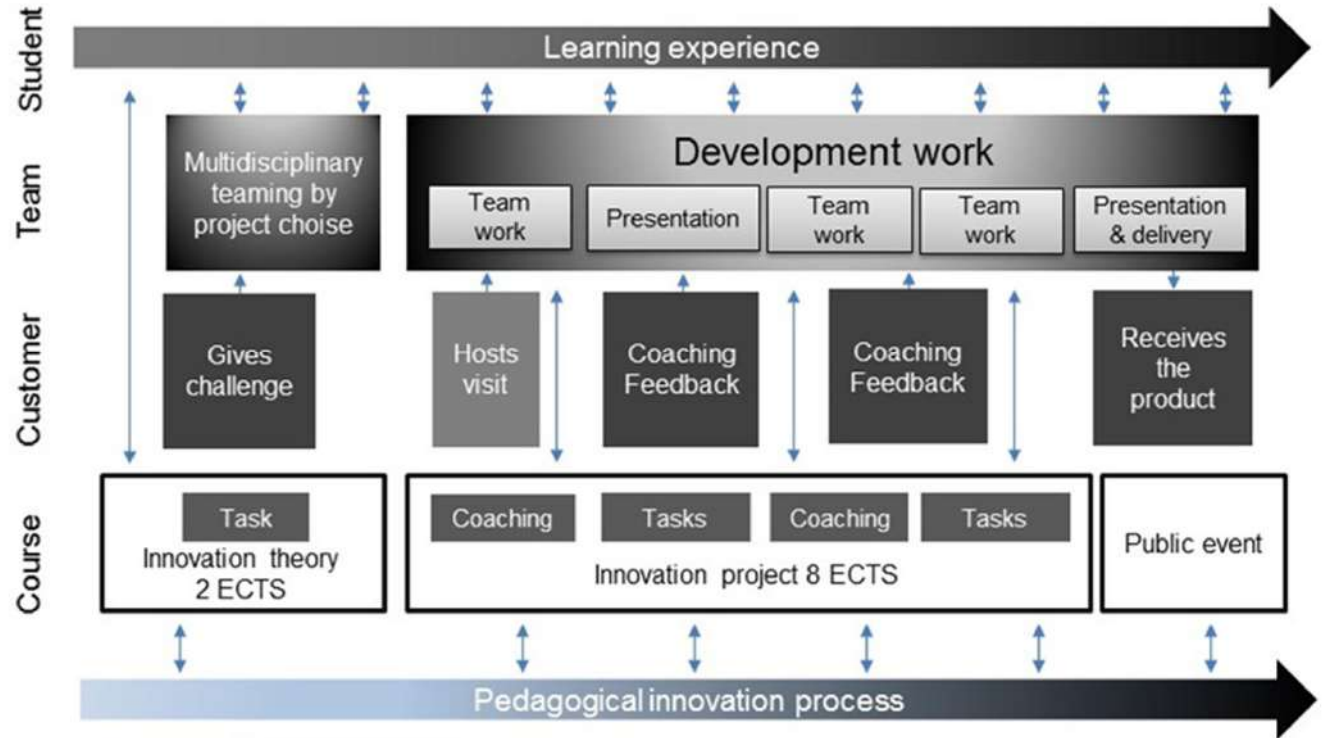 Student
Learning experience
Team
Multidisciplinary
teaming by
project choise
Development work
Team
work
Presentation
Team
work
Team
work
Presentation
& delivery
Customer
Gives
challenge
Hosts
visit
Coaching
Feedback
Coaching
Feedback
Receives
the
product
Course
Task
Innovation theory
2 ECTS
Coaching
Tasks
Coaching
Tasks
Innovation project 8 ECTS
Public event
Pedagogical innovation process